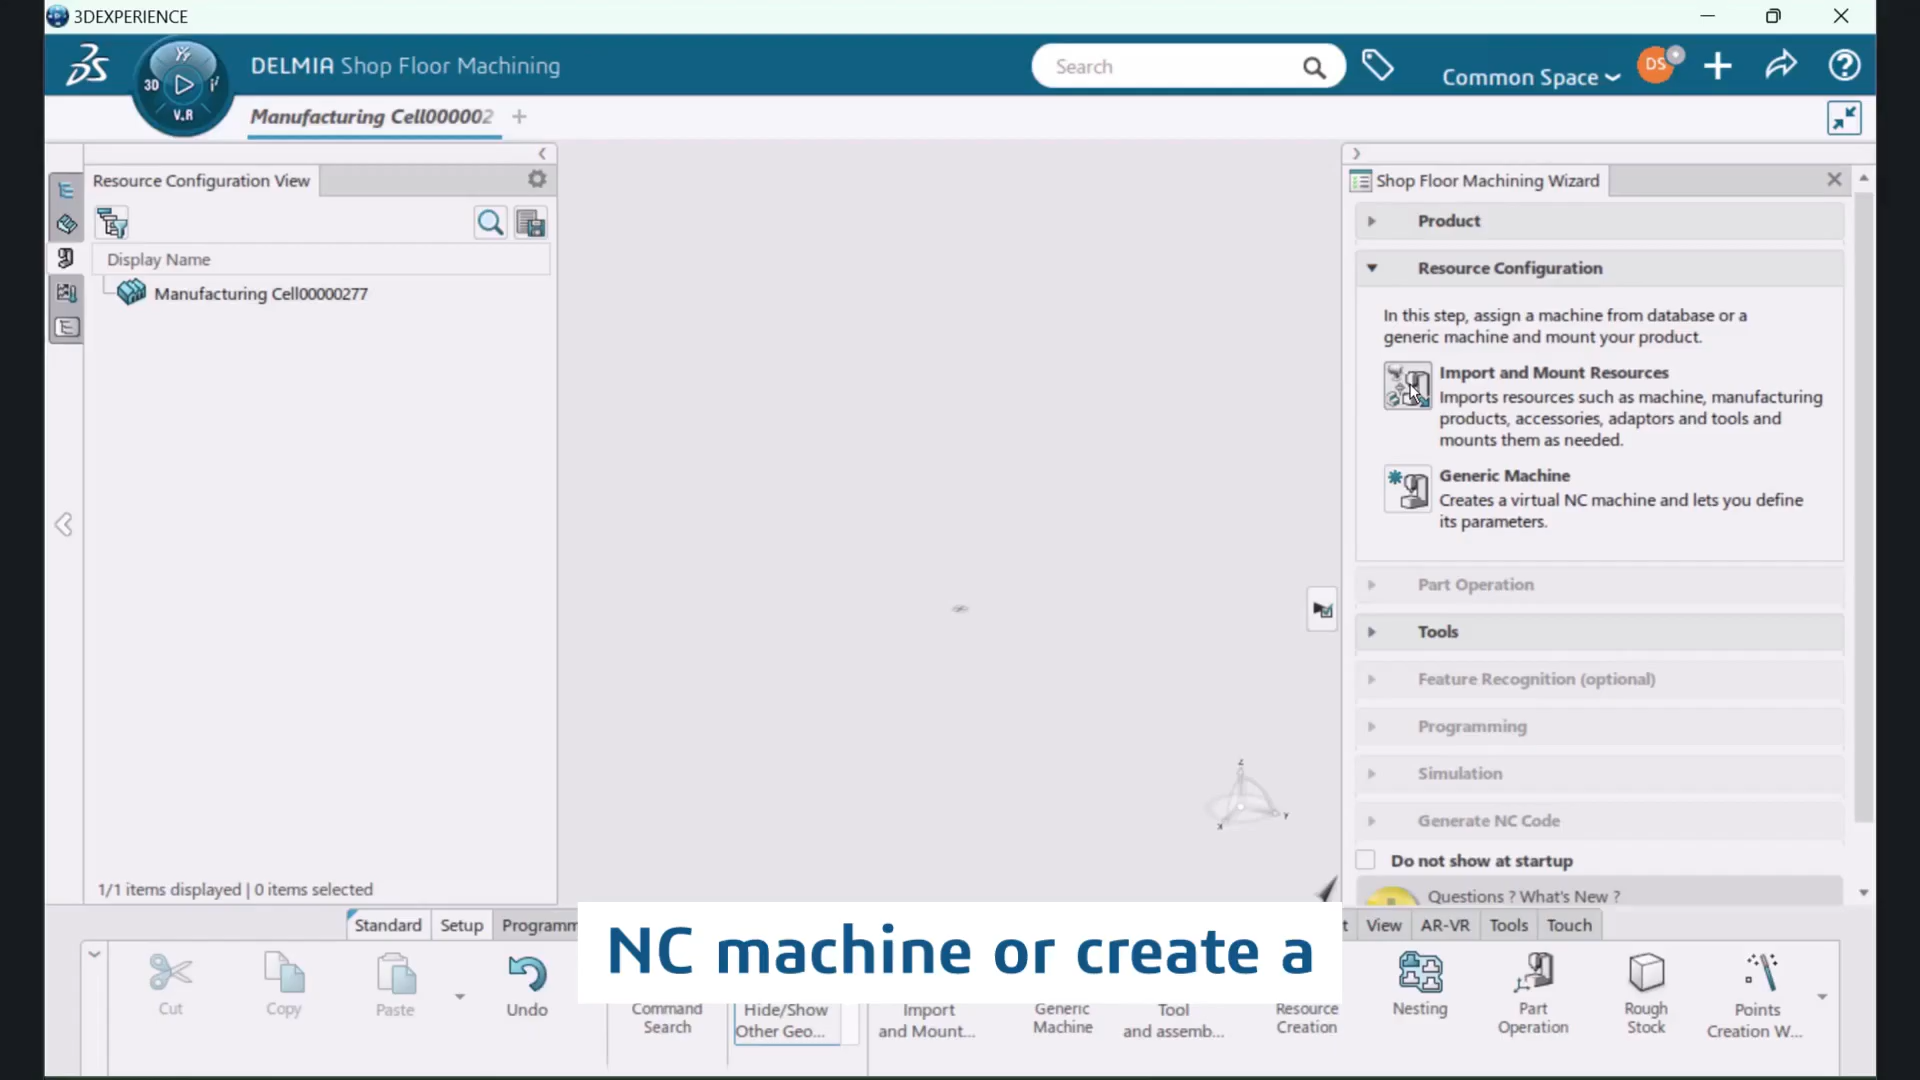 3DEXPERIENCE
3DS
3D
V.R
DELMIA Shop Floor Machining
Search
Common Space
DS
Manufacturing Cell000002
Resource Configuration View
Display Name
Manufacturing Cell00000277
1/1 items displayed | 0 items selected
Z
Y
X
Shop Floor Machining Wizard
Product
Resource Configuration
In this step, assign a machine from database or a
generic machine and mount your product.
Import and Mount Resources
Imports resources such as machine, manufacturing
products, accessories, adaptors and tools and
mounts them as needed.
Generic Machine
Creates a virtual NC machine and lets you define
its parameters.
Part Operation
Tools
Feature Recognition (optional)
Programming
Simulation
Generate NC Code
Do not show at startup
Questions ? What's New ?
Standard
Setup
Programm
View
AR-VR
Tools
Touch
NC machine or create a
Cut
Copy
Paste
Undo
Command
Search
Hide/Show
Other Geo...
Import
and Mount...
Generic
Machine
Tool
and assemb...
Resource
Creation
Nesting
Part
Operation
Rough
Stock
Points
Creation W...